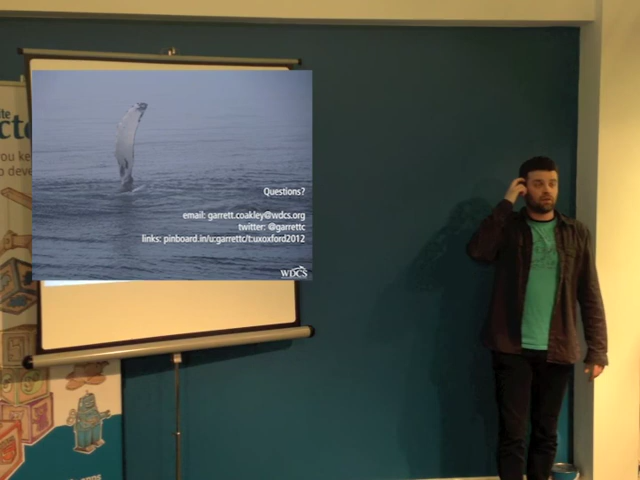 Questions?
email: garrett.coakley@wdcs.org
twitter: @garrettc
links: pinboard.in/u:garrettc/t:uxoxford2012
WDCS